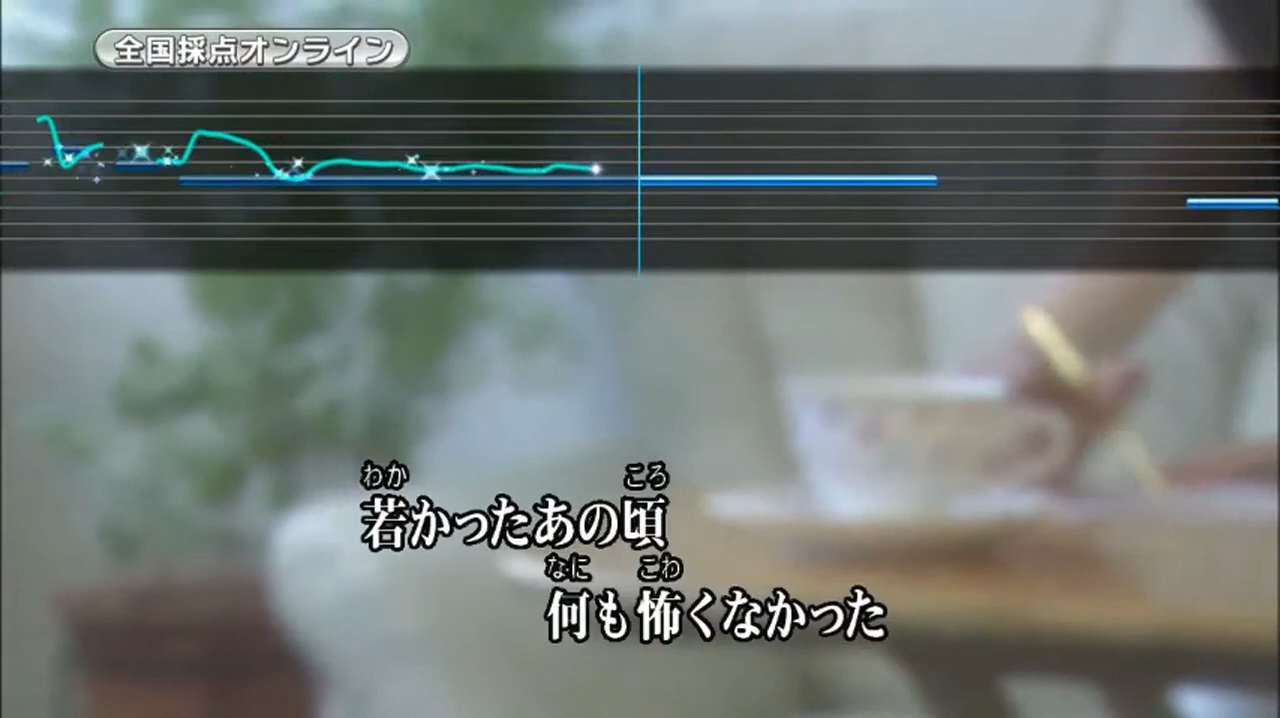 全国採点オンライン
わか ころ
若かったあの頃
なに こわ
何も怖くなかった